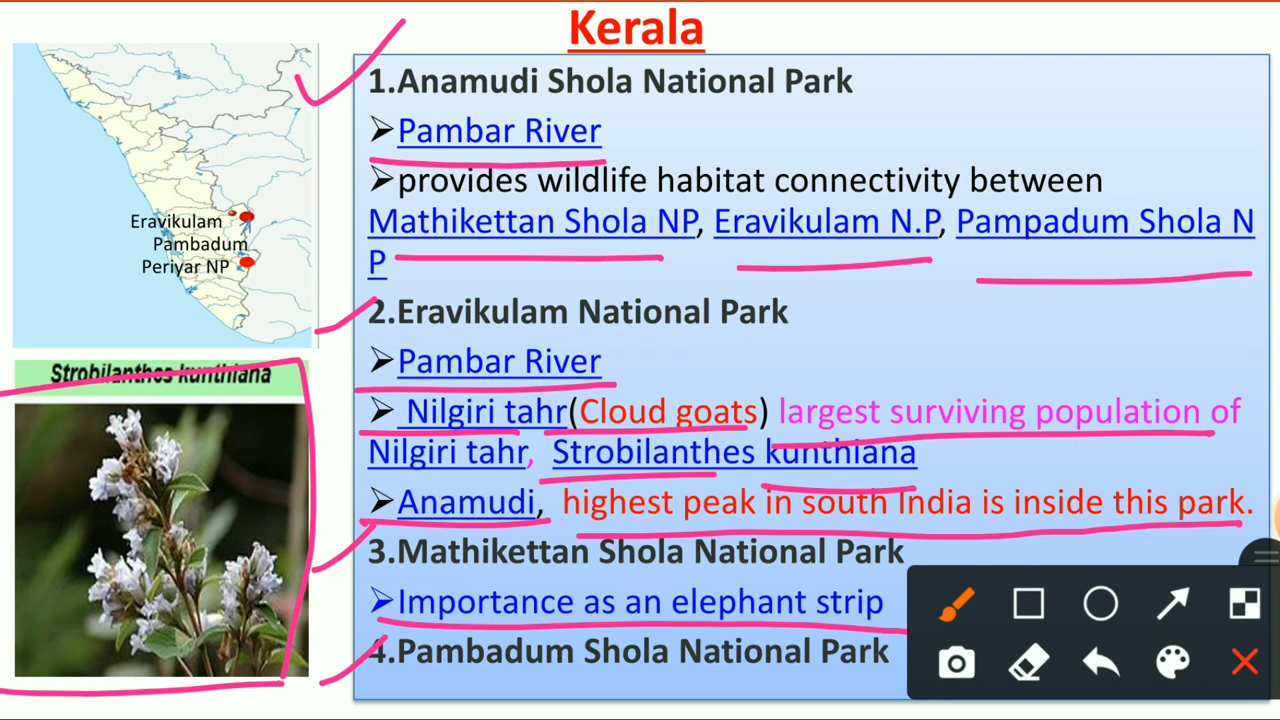 Kerala
1.Anamudi Shola National Park
➢Pambar River
➢provides wildlife habitat connectivity between
Mathikettan Shola NP, Eravikulam N.P, Pampadum Shola N
P
2.Eravikulam National Park
➢Pambar River
➢ Nilgiri tahr(Cloud goats) largest surviving population of
Nilgiri tahr, Strobilanthes kunthiana
➢Anamudi, highest peak in south India is inside this park.
3.Mathikettan Shola National Park
➢Importance as an elephant strip
4.Pambadum Shola National Park
Eravikulam
Pambadum
Periyar NP
Strobilanthes kunthiana